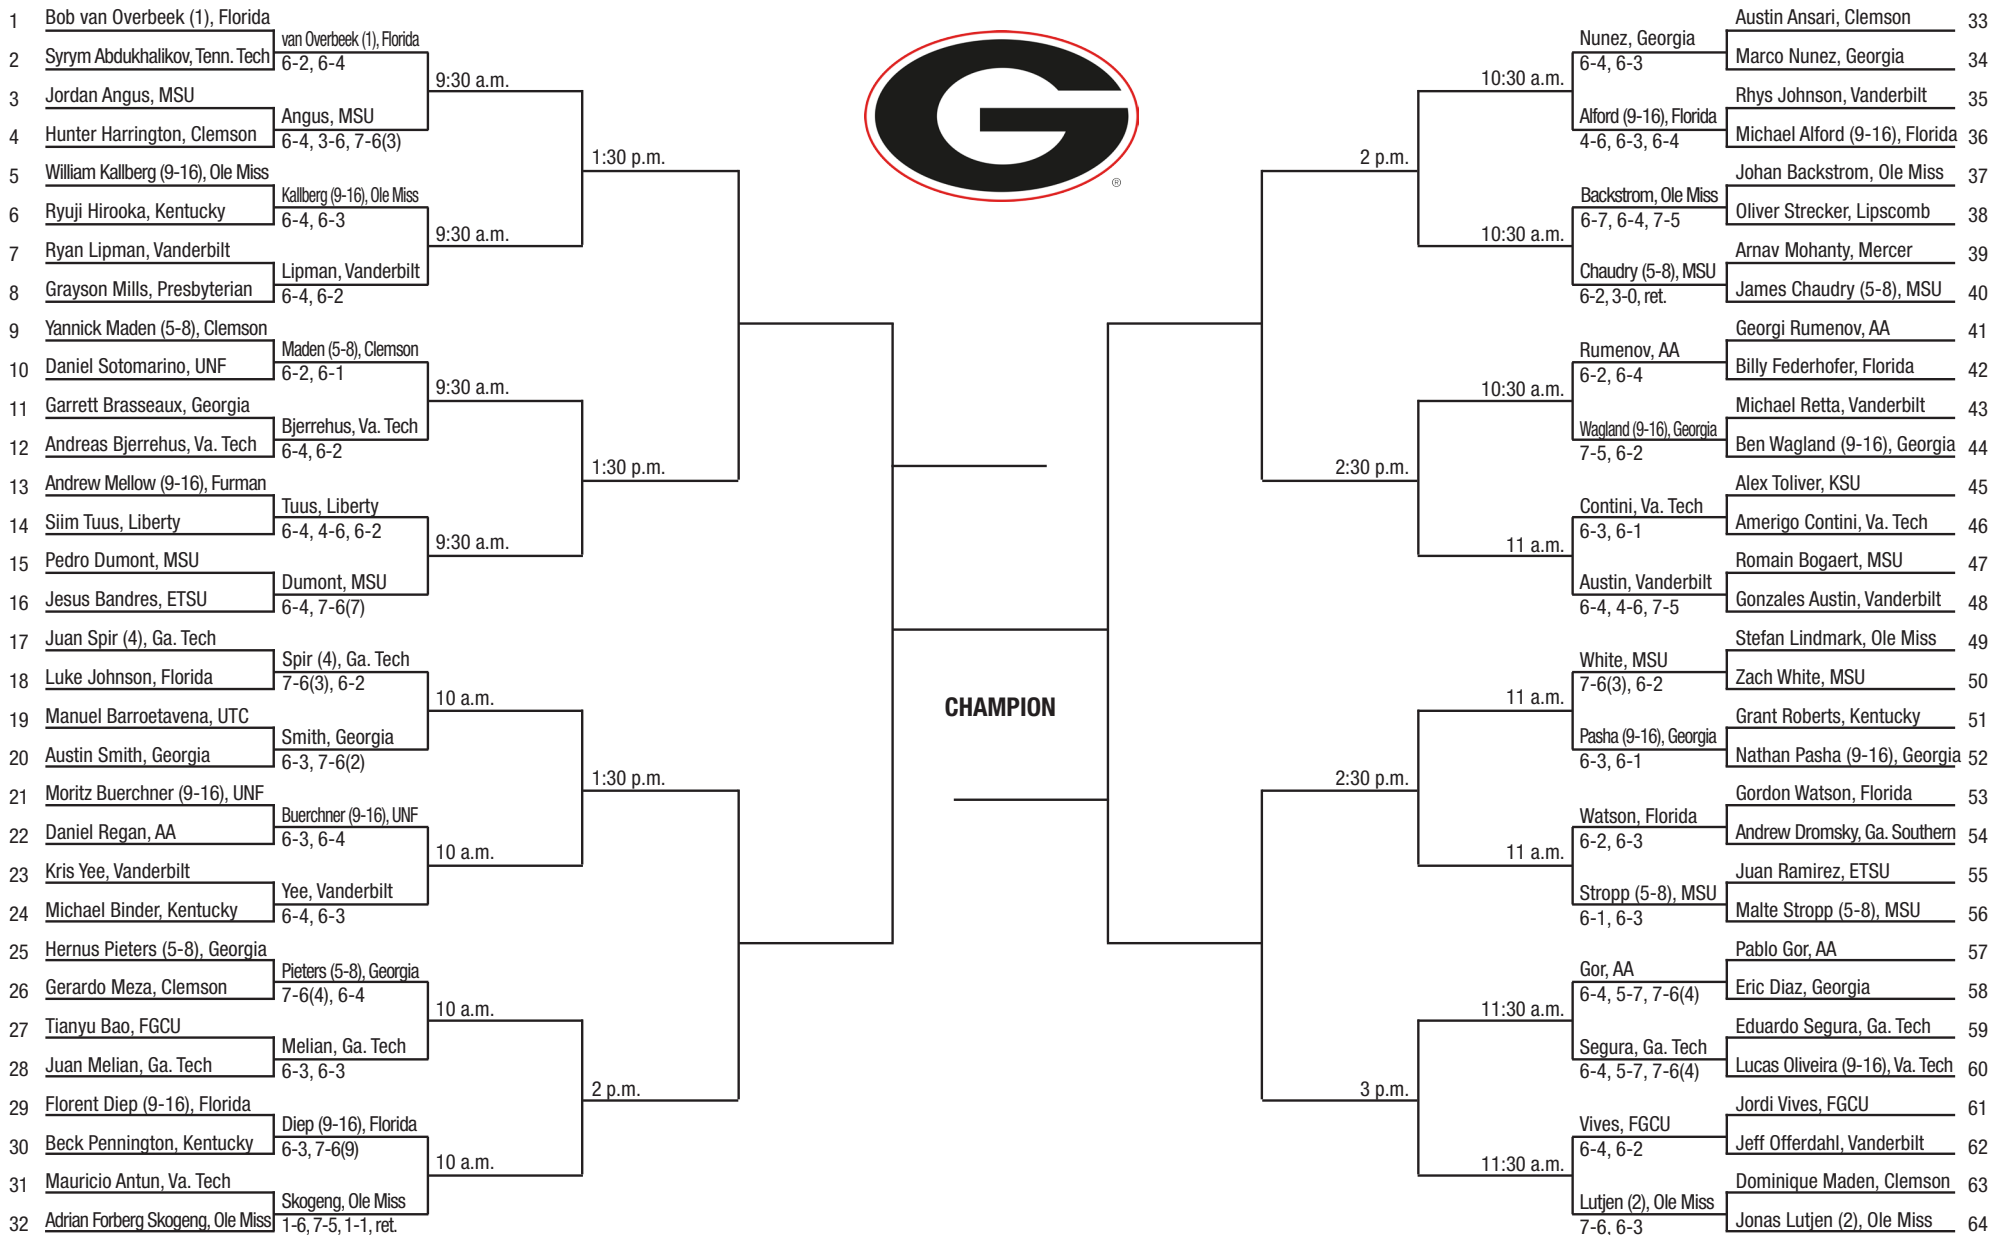 1 Bob van Overbeek (1), Florida
2 Syrym Abdukhalikov, Tenn. Tech
3 Jordan Angus, MSU
4 Hunter Harrington, Clemson
5 William Kallberg (9-16), Ole Miss
6 Ryuji Hirooka, Kentucky
7 Ryan Lipman, Vanderbilt
8 Grayson Mills, Presbyterian
9 Yannick Maden (5-8), Clemson
10 Daniel Sotomarino, UNF
11 Garrett Brasseaux, Georgia
12 Andreas Bjerrehus, Va. Tech
13 Andrew Mellow (9-16), Furman
14 Siim Tuus, Liberty
15 Pedro Dumont, MSU
16 Jesus Bandres, ETSU
17 Juan Spir (4), Ga. Tech
18 Luke Johnson, Florida
19 Manuel Barroetavena, UTC
20 Austin Smith, Georgia
21 Moritz Buerchner (9-16), UNF
22 Daniel Regan, AA
23 Kris Yee, Vanderbilt
24 Michael Binder, Kentucky
25 Hernus Pieters (5-8), Georgia
26 Gerardo Meza, Clemson
27 Tianyu Bao, FGCU
28 Juan Melian, Ga. Tech
29 Florent Diep (9-16), Florida
30 Beck Pennington, Kentucky
31 Mauricio Antun, Va. Tech
32 Adrian Forberg Skogeng, Ole Miss
van Overbeek (1), Florida
6-2, 6-4
Angus, MSU
6-4, 3-6, 7-6(3)
Kallberg (9-16), Ole Miss
6-4, 6-3
Lipman, Vanderbilt
6-4, 6-2
Maden (5-8), Clemson
6-2, 6-1
Bjerrehus, Va. Tech
6-4, 6-2
Tuus, Liberty
6-4, 4-6, 6-2
Dumont, MSU
6-4, 7-6(7)
Spir (4), Ga. Tech
7-6(3), 6-2
Smith, Georgia
6-3, 7-6(2)
Buerchner (9-16), UNF
6-3, 6-4
Yee, Vanderbilt
6-4, 6-3
Pieters (5-8), Georgia
7-6(4), 6-4
Melian, Ga. Tech
6-3, 6-3
Diep (9-16), Florida
6-3, 7-6(9)
Skogeng, Ole Miss
1-6, 7-5, 1-1, ret.
9:30 a.m.
9:30 a.m.
9:30 a.m.
9:30 a.m.
10 a.m.
10 a.m.
10 a.m.
10 a.m.
1:30 p.m.
1:30 p.m.
1:30 p.m.
2 p.m.
G
®
CHAMPION
2 p.m.
2:30 p.m.
2:30 p.m.
3 p.m.
10:30 a.m.
10:30 a.m.
10:30 a.m.
11 a.m.
11 a.m.
11 a.m.
11:30 a.m.
11:30 a.m.
Nunez, Georgia
6-4, 6-3
Alford (9-16), Florida
4-6, 6-3, 6-4
Backstrom, Ole Miss
6-7, 6-4, 7-5
Chaudry (5-8), MSU
6-2, 3-0, ret.
Rumenov, AA
6-2, 6-4
Wagland (9-16), Georgia
7-5, 6-2
Contini, Va. Tech
6-3, 6-1
Austin, Vanderbilt
6-4, 4-6, 7-5
White, MSU
7-6(3), 6-2
Pasha (9-16), Georgia
6-3, 6-1
Watson, Florida
6-2, 6-3
Stropp (5-8), MSU
6-1, 6-3
Gor, AA
6-4, 5-7, 7-6(4)
Segura, Ga. Tech
6-4, 5-7, 7-6(4)
Vives, FGCU
6-4, 6-2
Lutjen (2), Ole Miss
7-6, 6-3
Austin Ansari, Clemson 33
Marco Nunez, Georgia 34
Rhys Johnson, Vanderbilt 35
Michael Alford (9-16), Florida 36
Johan Backstrom, Ole Miss 37
Oliver Strecker, Lipscomb 38
Arnav Mohanty, Mercer 39
James Chaudry (5-8), MSU 40
Georgi Rumenov, AA 41
Billy Federhofer, Florida 42
Michael Retta, Vanderbilt 43
Ben Wagland (9-16), Georgia 44
Alex Toliver, KSU 45
Amerigo Contini, Va. Tech 46
Romain Bogaert, MSU 47
Gonzales Austin, Vanderbilt 48
Stefan Lindmark, Ole Miss 49
Zach White, MSU 50
Grant Roberts, Kentucky 51
Nathan Pasha (9-16), Georgia 52
Gordon Watson, Florida 53
Andrew Dromsky, Ga. Southern 54
Juan Ramirez, ETSU 55
Malte Stropp (5-8), MSU 56
Pablo Gor, AA 57
Eric Diaz, Georgia 58
Eduardo Segura, Ga. Tech 59
Lucas Oliveira (9-16), Va. Tech 60
Jordi Vives, FGCU 61
Jeff Offerdahl, Vanderbilt 62
Dominique Maden, Clemson 63
Jonas Lutjen (2), Ole Miss 64